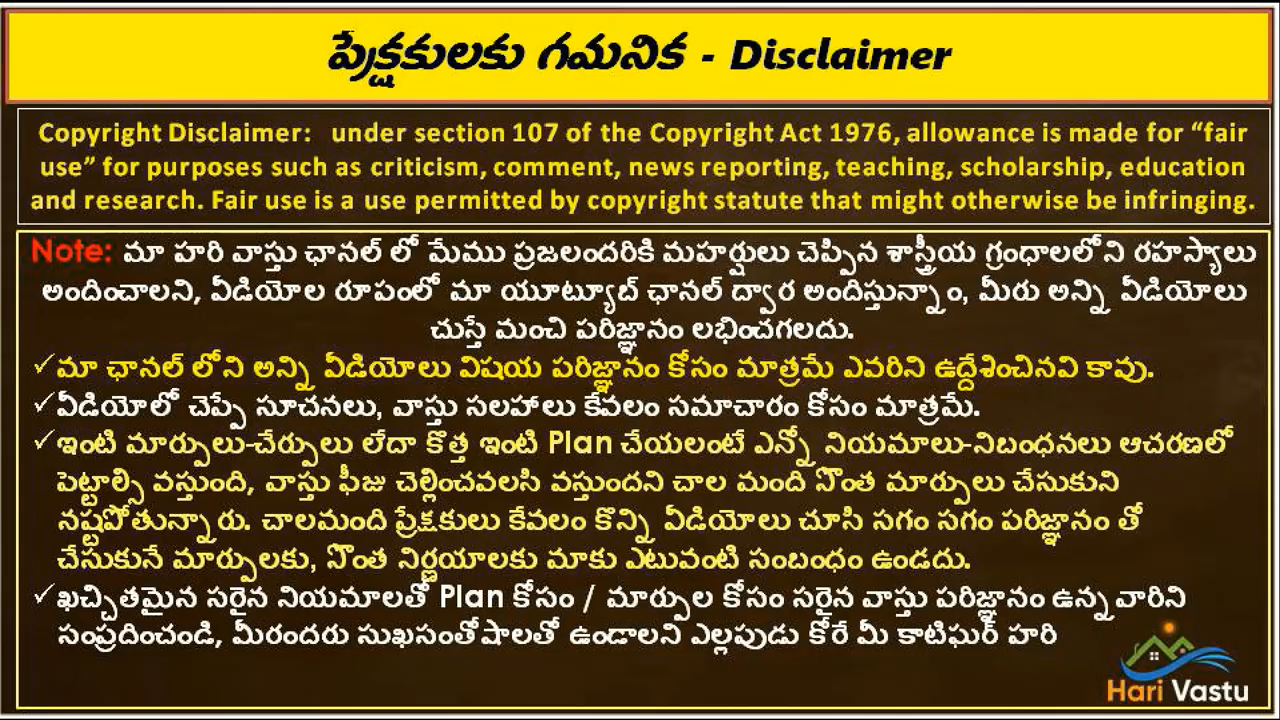 ప్రేక్షకులకు గమనిక - Disclaimer
Copyright Disclaimer: under section 107 of the Copyright Act 1976, allowance is made for “fair
use” for purposes such as criticism, comment, news reporting, teaching, scholarship, education
and research. Fair use is a use permitted by copyright statute that might otherwise be infringing.
Note: మా హరి వాస్తు ఛానల్ లో మేము ప్రజలందరికి మహర్షులు చెప్పిన శాస్త్రీయ గ్రంధాలలోని రహస్యాలు
అందించాలని, వీడియోల రూపంలో మా యూట్యూబ్ ఛానల్ ద్వార అందిస్తున్నాం, మీరు అన్ని వీడియోలు
చుస్తే మంచి పరిజ్ఞానం లభించగలదు.
✓మా ఛానల్ లోని అన్ని వీడియోలు విషయ పరిజ్ఞానం కోసం మాత్రమే ఎవరిని ఉద్దేశించినవి కావు.
✓వీడియోలో చెప్పే సూచనలు, వాస్తు సలహాలు కేవలం సమాచారం కోసం మాత్రమే.
✓ఇంటి మార్పులు-చేర్పులు లేదా కొత్త ఇంటి Plan చేయలంటే ఎన్నో నియమాలు-నిబంధనలు ఆచరణలో
పెట్టాల్సి వస్తుంది, వాస్తు ఫీజు చెల్లించవలసి వస్తుందని చాల మంది సొంత మార్పులు చేసుకుని
నష్టపోతున్నారు. చాలమంది ప్రేక్షకులు కేవలం కొన్ని వీడియోలు చూసి సగం సగం పరిజ్ఞానం తో
చేసుకునే మార్పులకు, సొంత నిర్ణయాలకు మాకు ఎటువంటి సంబంధం ఉండదు.
✓ఖచ్చితమైన సరైన నియమాలతో Plan కోసం / మార్పుల కోసం సరైన వాస్తు పరిజ్ఞానం ఉన్నవారిని
సంప్రదించండి, మీరందరు సుఖసంతోషాలతో ఉండాలని ఎల్లపుడు కోరే మీ కాటిఘర్ హరి
Hari Vastu